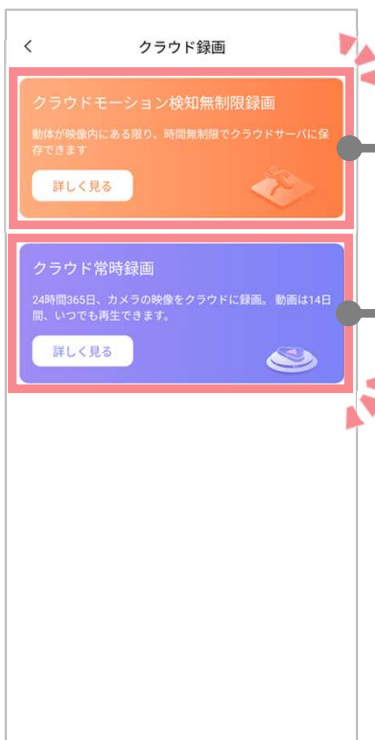 クラウド録画
クラウドモーション検知無制限録画
動体が映像内にある限り、時間無制限でクラウドサーバに保
存できます
詳しく見る
クラウド常時録画
24時間365日、カメラの映像をクラウドに録画。動画は14日
間、いつでも再生できます。
詳しく見る